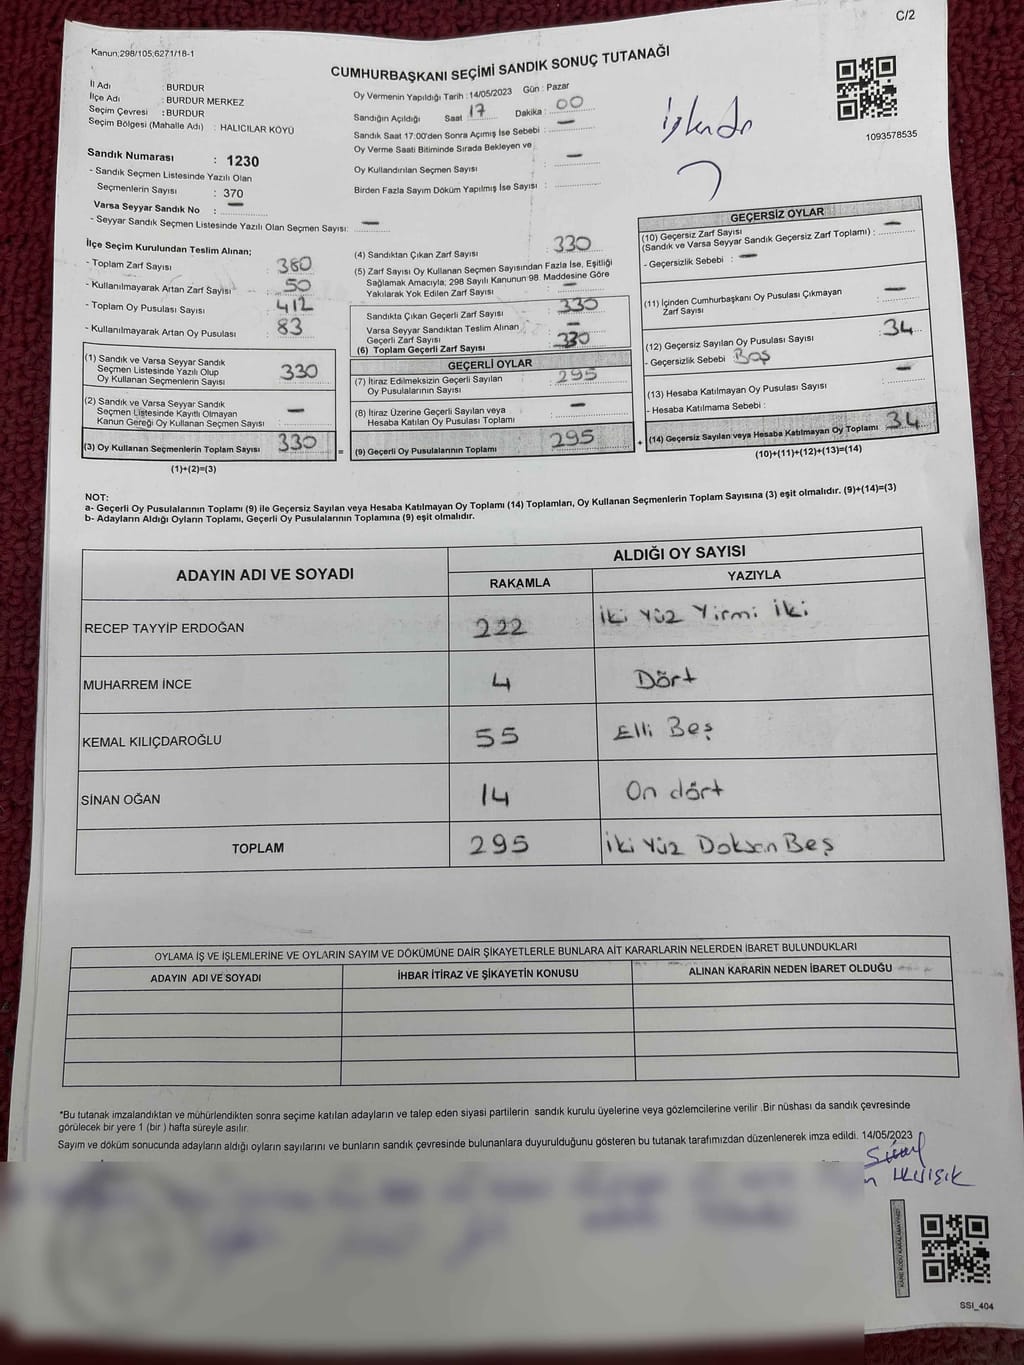 C/2
Kanun;298/105;6271/18-1
CUMHURBAŞKANI SEÇİMİ SANDIK SONUÇ TUTANAĞI
İl Adı : BURDUR
İlçe Adı : BURDUR MERKEZ
Seçim Çevresi : BURDUR
Seçim Bölgesi (Mahalle Adı) : HALICILAR KÖYÜ
Sandık Numarası : 1230
- Sandık Seçmen Listesinde Yazılı Olan
Seçmenlerin Sayısı : 370
Varsa Seyyar Sandık No : —
- Seyyar Sandık Seçmen Listesinde Yazılı Olan Seçmen Sayısı: —
Oy Vermenin Yapıldığı Tarih : 14/05/2023 Gün : Pazar
Sandığın Açıldığı Saat 17 Dakika : 00
Sandık Saat 17:00'den Sonra Açımış İse Sebebi : —
Oy Verme Saati Bitiminde Sırada Bekleyen ve
Oy Kullandırılan Seçmen Sayısı : —
Birden Fazla Sayım Döküm Yapılmış İse Sayısı :
işlendi
1093578535
İlçe Seçim Kurulundan Teslim Alınan;
- Toplam Zarf Sayısı : 380
- Kullanılmayarak Artan Zarf Sayısı : 50
- Toplam Oy Pusulası Sayısı : 412
- Kullanılmayarak Artan Oy Pusulası : 83
(1) Sandık ve Varsa Seyyar Sandık
Seçmen Listesinde Yazılı Olup
Oy Kullanan Seçmenlerin Sayısı : 330
(2) Sandık ve Varsa Seyyar Sandık
Seçmen Listesinde Kayıtlı Olmayan
Kanun Gereği Oy Kullanan Seçmen Sayısı : —
(3) Oy Kullanan Seçmenlerin Toplam Sayısı : 330
(1)+(2)=(3)
(4) Sandıktan Çıkan Zarf Sayısı : 330
(5) Zarf Sayısı Oy Kullanan Seçmen Sayısından Fazla İse, Eşitliği
Sağlamak Amacıyla; 298 Sayılı Kanunun 98. Maddesine Göre
Yakılarak Yok Edilen Zarf Sayısı : —
Sandıkta Çıkan Geçerli Zarf Sayısı : 330
Varsa Seyyar Sandıktan Teslim Alınan
Geçerli Zarf Sayısı : —
(6) Toplam Geçerli Zarf Sayısı : 330
GEÇERLİ OYLAR
(7) İtiraz Edilmeksizin Geçerli Sayılan
Oy Pusulalarının Sayısı : 295
(8) İtiraz Üzerine Geçerli Sayılan veya
Hesaba Katılan Oy Pusulası Toplamı : —
= (9) Geçerli Oy Pusulalarının Toplamı : 295
GEÇERSİZ OYLAR
(10) Geçersiz Zarf Sayısı
(Sandık ve Varsa Seyyar Sandık Geçersiz Zarf Toplamı) : —
- Geçersizlik Sebebi : —
(11) İçinden Cumhurbaşkanı Oy Pusulası Çıkmayan
Zarf Sayısı : —
(12) Geçersiz Sayılan Oy Pusulası Sayısı : 34
- Geçersizlik Sebebi Boş
(13) Hesaba Katılmayan Oy Pusulası Sayısı : —
- Hesaba Katılmama Sebebi :
+ (14) Geçersiz Sayılan veya Hesaba Katılmayan Oy Toplamı 34
(10)+(11)+(12)+(13)=(14)
NOT:
a- Geçerli Oy Pusulalarının Toplamı (9) ile Geçersiz Sayılan veya Hesaba Katılmayan Oy Toplamı (14) Toplamları, Oy Kullanan Seçmenlerin Toplam Sayısına (3) eşit olmalıdır. (9)+(14)=(3)
b- Adayların Aldığı Oyların Toplamı, Geçerli Oy Pusulalarının Toplamına (9) eşit olmalıdır.
ADAYIN ADI VE SOYADI
ALDIĞI OY SAYISI
RAKAMLA YAZIYLA
RECEP TAYYİP ERDOĞAN 222 İki Yüz Yirmi İki
MUHARREM İNCE 4 Dört
KEMAL KILIÇDAROĞLU 55 Elli Beş
SİNAN OĞAN 14 On dört
TOPLAM 295 İki Yüz Doksan Beş
OYLAMA İŞ VE İŞLEMLERİNE VE OYLARIN SAYIM VE DÖKÜMÜNE DAİR ŞİKAYETLERLE BUNLARA AİT KARARLARIN NELERDEN İBARET BULUNDUKLARI
ADAYIN ADI VE SOYADI İHBAR İTİRAZ VE ŞİKAYETİN KONUSU ALINAN KARARIN NEDEN İBARET OLDUĞU
*Bu tutanak imzalandıktan ve mühürlendikten sonra seçime katılan adayların ve talep eden siyasi partilerin sandık kurulu üyelerine veya gözlemcilerine verilir .Bir nüshası da sandık çevresinde
görülecek bir yere 1 (bir ) hafta süreyle asılır.
Sayım ve döküm sonucunda adayların aldığı oyların sayılarını ve bunların sandık çevresinde bulunanlara duyurulduğunu gösteren bu tutanak tarafımızdan düzenlenerek imza edildi. 14/05/2023
SSI_404